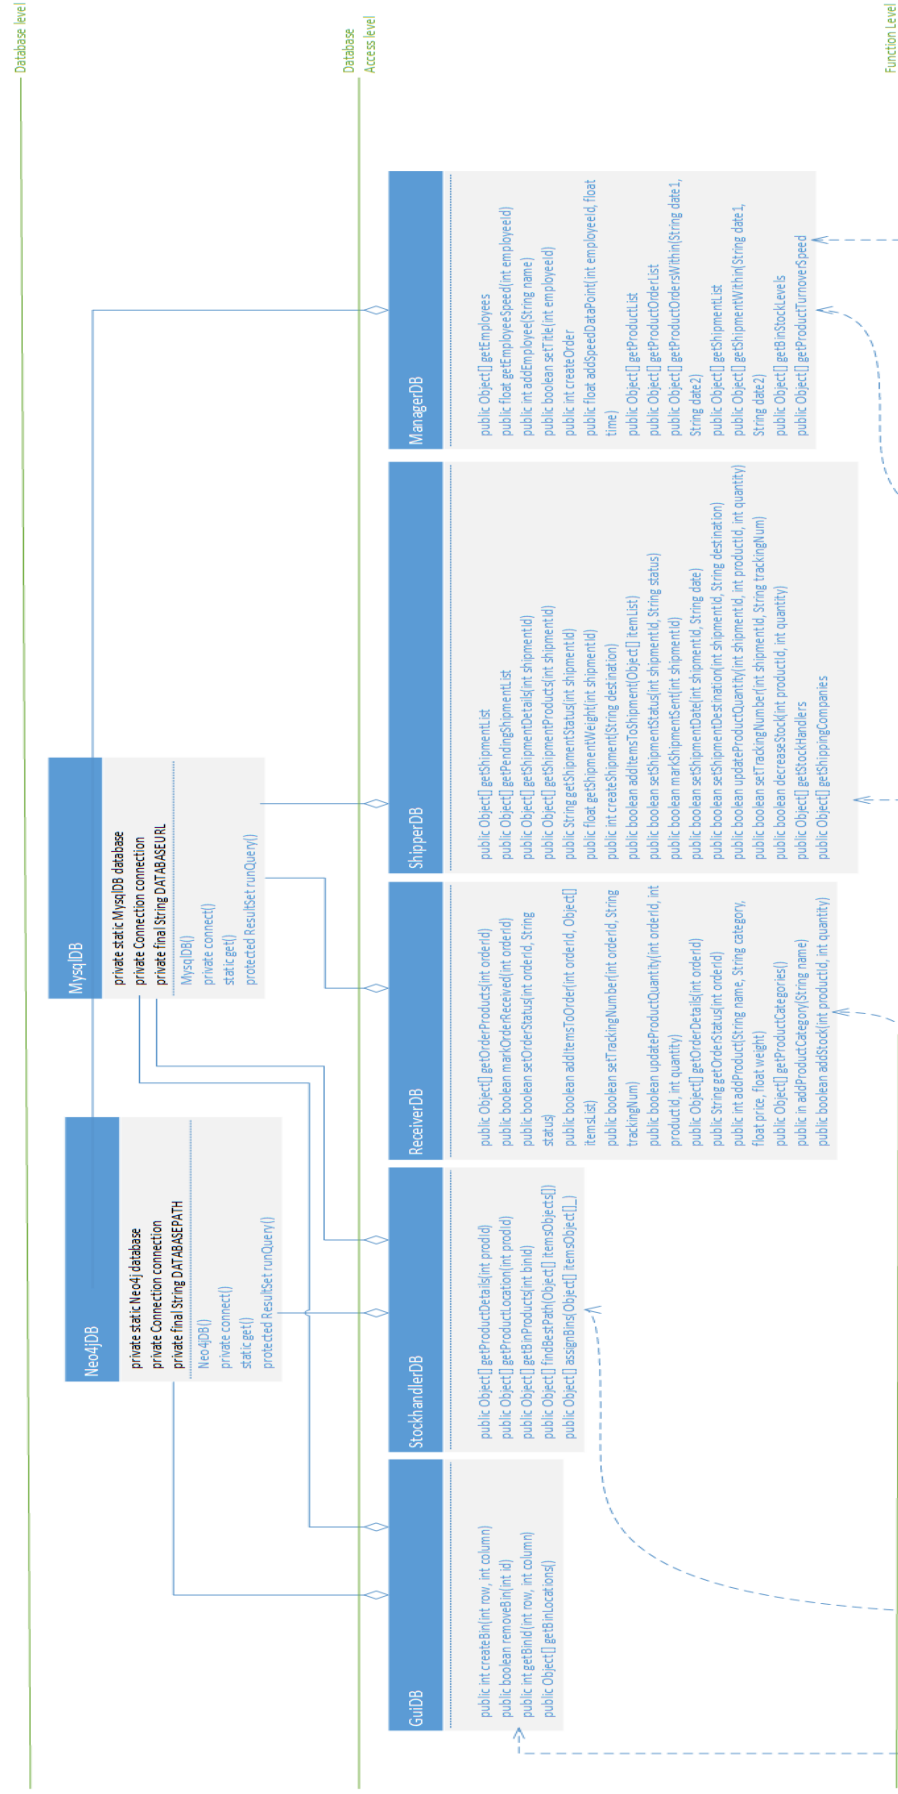 Database level
Neo4jDB
private static Neo4j database
private Connection connection
private final String DATABASEPATH
Neo4jDB()
private connect()
static get()
protected ResultSet runQuery()
MysqlDB
private static MysqlDB database
private Connection connection
private final String DATABASEURL
MysqlDB()
private connect()
static get()
protected ResultSet runQuery()
Database
Access level
GuiDB
public int createBin(int row, int column)
public boolean removeBin(int id)
public int getBinId(int row, int column)
public Object[] getBinLocations()
StockhandlerDB
public Object[] getProductDetails(int prodId)
public Object[] getProductLocation(int prodId)
public Object[] getBinProducts(int binId)
public Object[] findBestPath(Object[] itemsObjects[])
public Object[] assignBins(Object[] itemsObject[]_)
ReceiverDB
public Object[] getOrderProducts(int orderId)
public boolean markOrderReceived(int orderId)
public boolean setOrderStatus(int orderId, String
status)
public boolean addItemsToOrder(int orderId, Object[]
itemsList)
public boolean setTrackingNumber(int orderId, String
trackingNum)
public boolean updateProductQuantity(int orderId, int
productId, int quantity)
public Object[] getOrderDetails(int orderId)
public String getOrderStatus(int orderId)
public int addProduct(String name, String category,
float price, float weight)
public Object[] getProductCategories()
public in addProductCategory(String name)
public boolean addStock(int productId, int quantity)
ShipperDB
public Object[] getShipmentList
public Object[] getPendingShipmentList
public Object[] getShipmentDetails(int shipmentId)
public Object[] getShipmentProducts(int shipmentId)
public String getShipmentStatus(int shipmentId)
public float getShipmentWeight(int shipmentId)
public int createShipment(String destination)
public boolean addItemsToShipment(Object[] itemList)
public boolean setShipmentStatus(int shipmentId, String status)
public boolean markShipmentSent(int shipmentId)
public boolean setShipmentDate(int shipmentId, String date)
public boolean setShipmentDestination(int shipmentId, String destination)
public boolean updateProductQuantity(int shipmentId, int productId, int quantity)
public boolean setTrackingNumber(int shipmentId, String trackingNum)
public boolean decreaseStock(int productId, int quantity)
public Object[] getStockHandlers
public Object[] getShippingCompanies
ManagerDB
public Object[] getEmployees
public float getEmployeeSpeed(int employeeId)
public int addEmployee(String name)
public boolean setTitle(int employeeId)
public int createOrder
public float addSpeedDataPoint(int employeeId, float
time)
public Object[] getProductList
public Object[] getProductOrderList
public Object[] getProductOrdersWithin(String date1,
String date2)
public Object[] getShipmentList
public Object[] getShipmentWithin(String date1,
String date2)
public Object[] getBinStockLevels
public Object[] getProductTurnoverSpeed
Function Level